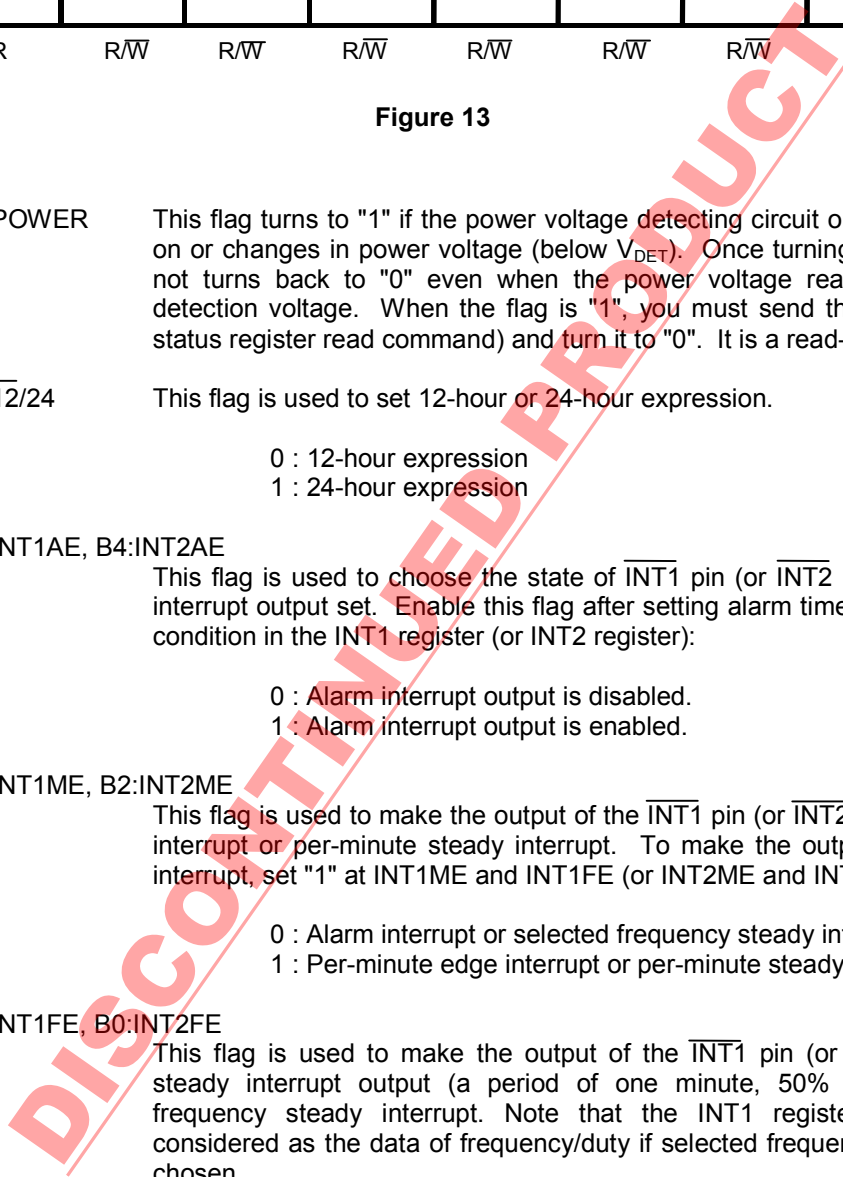 R R/W̅ R/W̅ R/W̅ R/W̅ R/W̅ R/W̅
Figure 13
POWER This flag turns to "1" if the power voltage detecting circuit o
on or changes in power voltage (below VDET). Once turning
not turns back to "0" even when the power voltage rea
detection voltage. When the flag is "1", you must send th
status register read command) and turn it to "0". It is a read-
12/24 This flag is used to set 12-hour or 24-hour expression.
0 : 12-hour expression
1 : 24-hour expression
NT1AE, B4:INT2AE
This flag is used to choose the state of INT1 pin (or INT2
interrupt output set. Enable this flag after setting alarm time
condition in the INT1 register (or INT2 register):
0 : Alarm interrupt output is disabled.
1 : Alarm interrupt output is enabled.
NT1ME, B2:INT2ME
This flag is used to make the output of the INT1 pin (or INT2
interrupt or per-minute steady interrupt. To make the outp
interrupt, set "1" at INT1ME and INT1FE (or INT2ME and IN
0 : Alarm interrupt or selected frequency steady in
1 : Per-minute edge interrupt or per-minute steady
NT1FE, B0:INT2FE
This flag is used to make the output of the INT1 pin (or
steady interrupt output (a period of one minute, 50%
frequency steady interrupt. Note that the INT1 registe
considered as the data of frequency/duty if selected frequen
chosen
DISCONTINUED PRODUCT